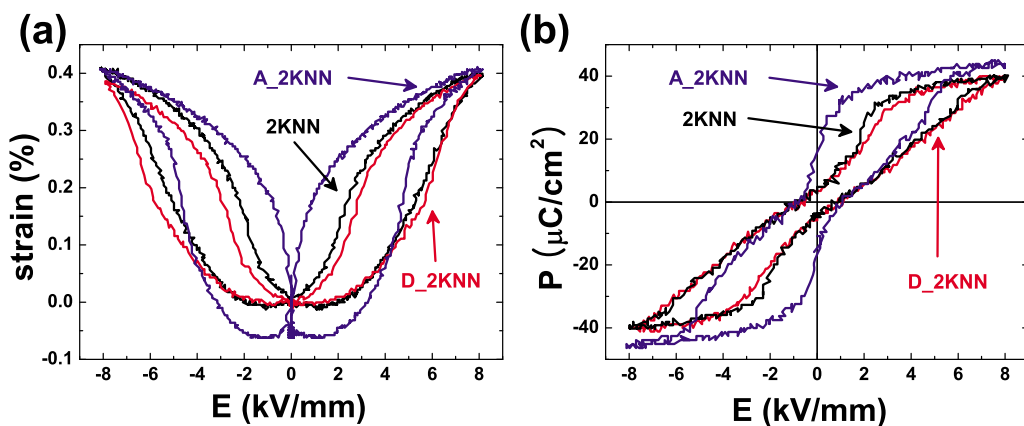 (a)
strain (%)
0.4
0.3
0.2
0.1
0.0
-0.1
-8 -6 -4 -2 0 2 4 6 8
E (kV/mm)
A_2KNN
2KNN
D_2KNN
(b)
P (μC/cm²)
40
20
0
-20
-40
-8 -6 -4 -2 0 2 4 6 8
E (kV/mm)
A_2KNN
2KNN
D_2KNN